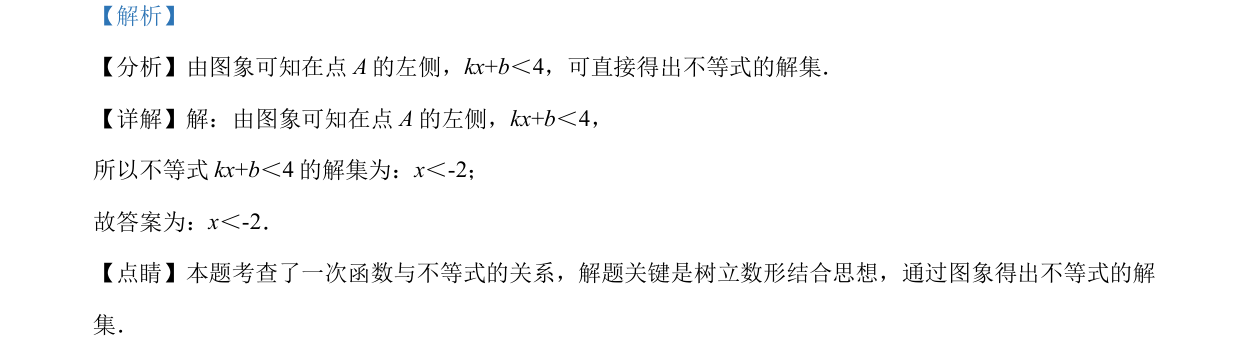 【解析】
【分析】由图象可知在点 A 的左侧，kx+b＜4，可直接得出不等式的解集．
【详解】解：由图象可知在点 A 的左侧，kx+b＜4，
所以不等式 kx+b＜4 的解集为：x＜-2；
故答案为：x＜-2．
【点睛】本题考查了一次函数与不等式的关系，解题关键是树立数形结合思想，通过图象得出不等式的解
集．